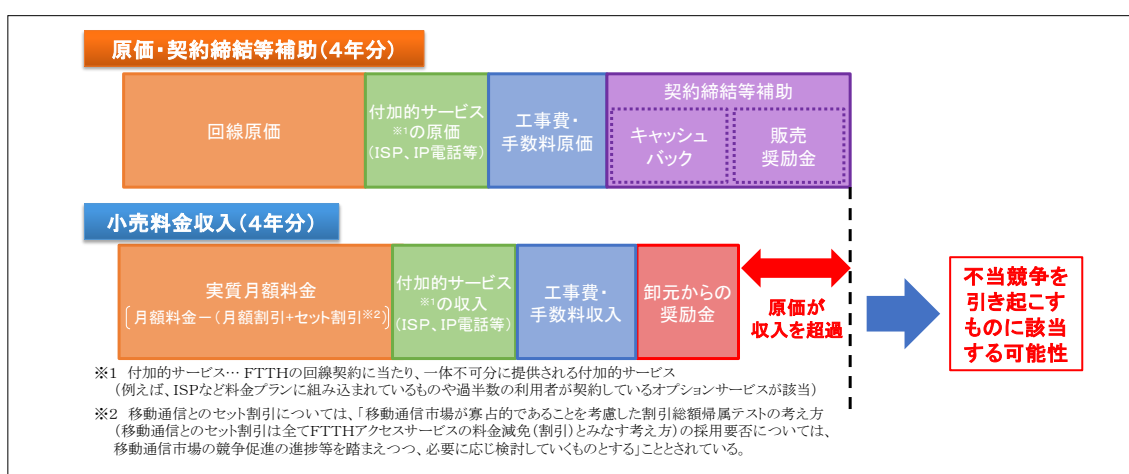 原価・契約締結等補助(4年分)
回線原価
付加的サービス
※1の原価
(ISP、IP電話等)
工事費・
手数料原価
契約締結等補助
キャッシュ
バック
販売
奨励金
小売料金収入(4年分)
実質月額料金
[月額料金－(月額割引+セット割引※2)]
付加的サービス
※1の収入
(ISP、IP電話等)
工事費・
手数料収入
卸元からの
奨励金
原価が
収入を超過
不当競争を
引き起こす
ものに該当
する可能性
※1 付加的サービス… FTTHの回線契約に当たり、一体不可分に提供される付加的サービス
(例えば、ISPなど料金プランに組み込まれているものや過半数の利用者が契約しているオプションサービスが該当)
※2 移動通信とのセット割引については、「移動通信市場が寡占的であることを考慮した割引総額帰属テストの考え方
(移動通信とのセット割引は全てFTTHアクセスサービスの料金減免(割引)とみなす考え方)の採用要否については、
移動通信市場の競争促進の進捗等を踏まえつつ、必要に応じ検討していくものとする」こととされている。